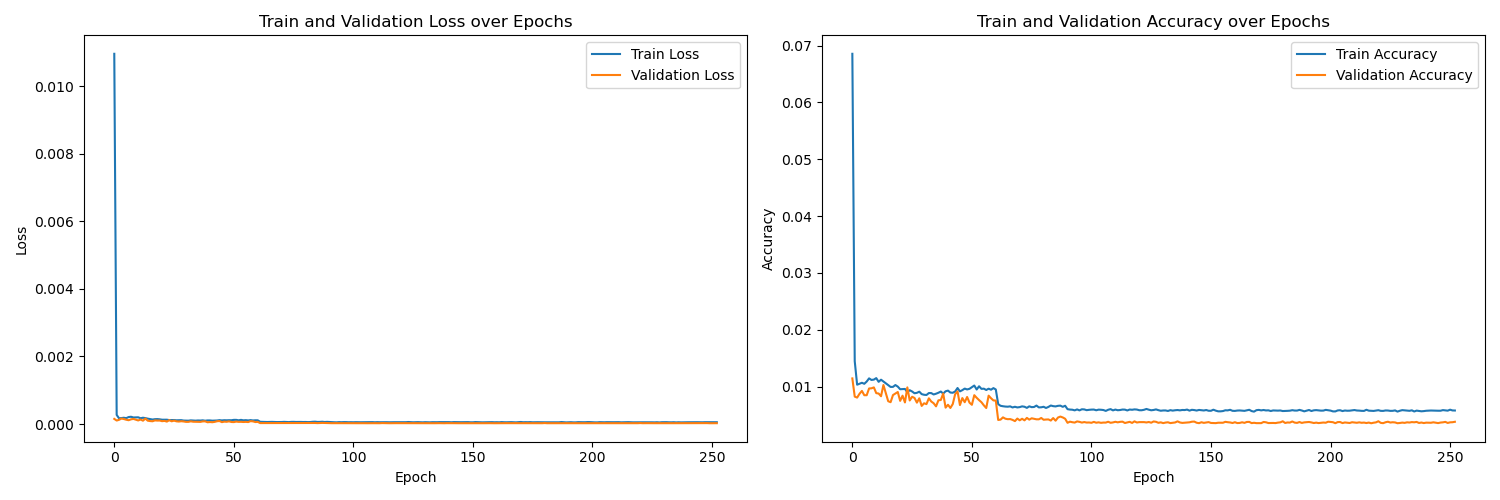 Train and Validation Loss over Epochs
Train Loss
Validation Loss
0.010
0.008
0.006
0.004
0.002
0.000
Loss
0 50 100 150 200 250
Epoch
Train and Validation Accuracy over Epochs
Train Accuracy
Validation Accuracy
0.07
0.06
0.05
0.04
0.03
0.02
0.01
Accuracy
0 50 100 150 200 250
Epoch